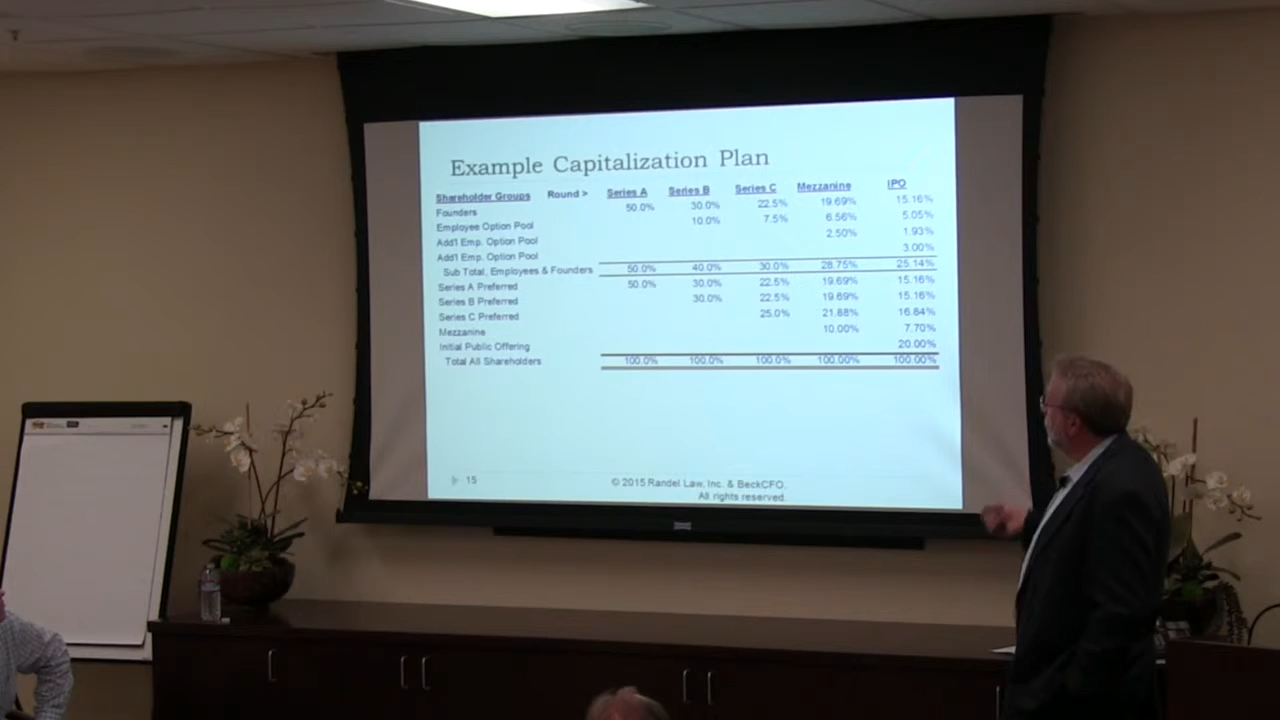 Example Capitalization Plan
Shareholder Groups Round > Series A Series B Series C Mezzanine IPO
Founders 50.0% 30.0% 22.5% 19.69% 15.16%
Employee Option Pool 10.0% 7.5% 6.56% 5.05%
Add'l Emp. Option Pool 2.50% 1.93%
Add'l Emp. Option Pool 3.00%
Sub Total, Employees & Founders 50.0% 40.0% 30.0% 28.75% 25.14%
Series A Preferred 50.0% 30.0% 22.5% 19.69% 15.16%
Series B Preferred 30.0% 22.5% 19.69% 15.16%
Series C Preferred 25.0% 21.88% 16.84%
Mezzanine 10.00% 7.70%
Initial Public Offering 20.00%
Total All Shareholders 100.0% 100.0% 100.0% 100.00% 100.00%
15
© 2015 Randel Law, Inc. & BeckCFO.
All rights reserved.